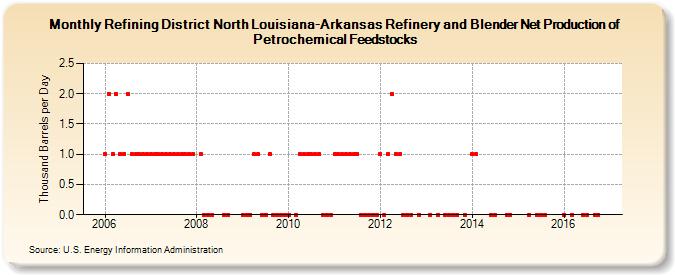 Monthly Refining District North Louisiana-Arkansas Refinery and Blender Net Production of
Petrochemical Feedstocks
Thousand Barrels per Day
2.5
2.0
1.5
1.0
0.5
0.0
2006 2008 2010 2012 2014 2016
Source: U.S. Energy Information Administration